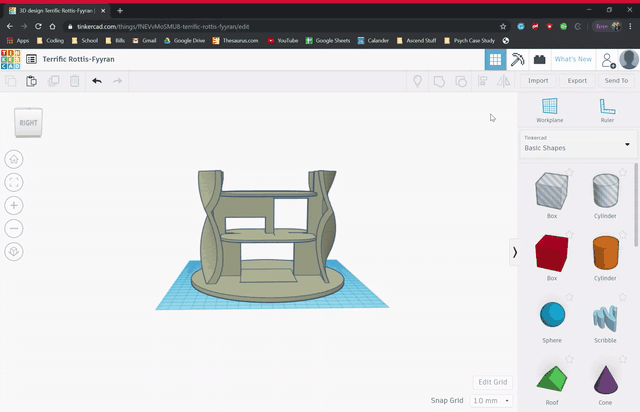 3D design Terrific Rottis-Fyyran |
tinkercad.com/things/fNEVvMoSMU8-terrific-rottis-fyyran/edit
Apps Coding School Bills Gmail Google Drive Thesaurus.com YouTube Google Sheets Calander Ascend Stuff Psych Case Study
TIN
KER
CAD
Terrific Rottis-Fyyran
What's New
Import Export Send To
RIGHT
Workplane Ruler
Tinkercad
Basic Shapes
Box Cylinder
Box Cylinder
Sphere Scribble
Roof Cone
Edit Grid
Snap Grid 1.0 mm